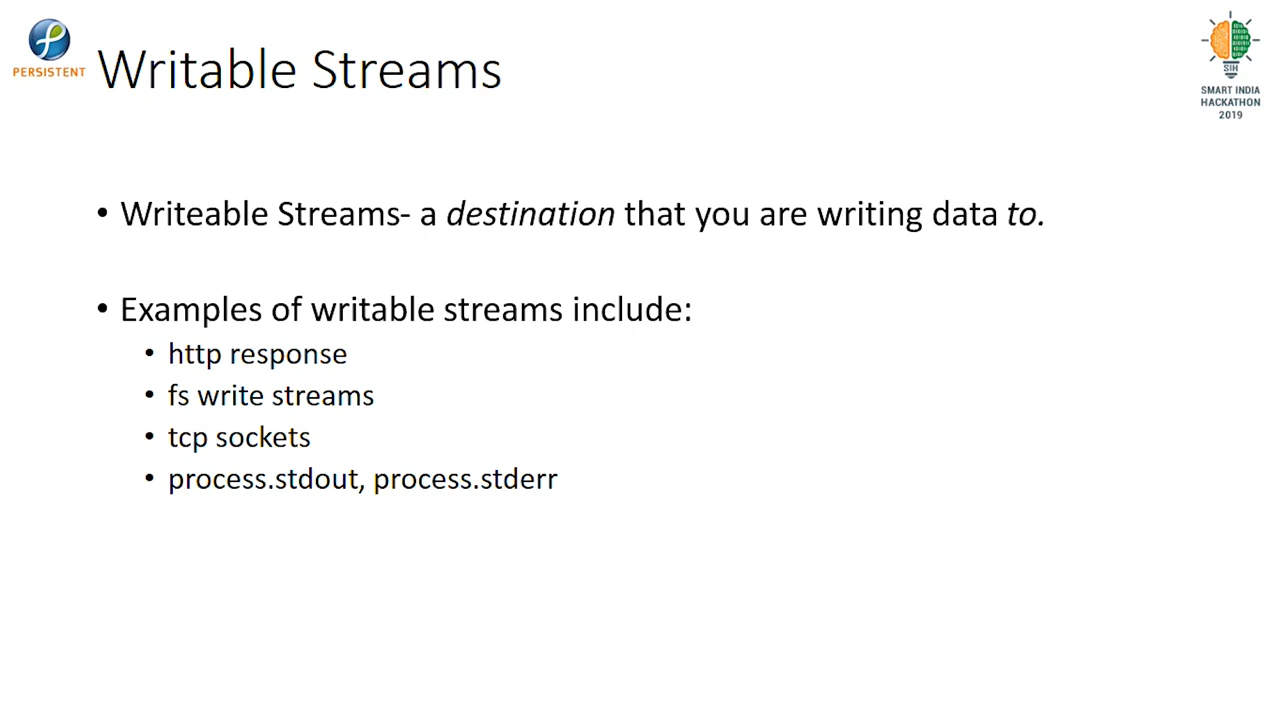 PERSISTENT
Writable Streams
SIH
SMART INDIA
HACKATHON
2019
• Writeable Streams- a destination that you are writing data to.
• Examples of writable streams include:
• http response
• fs write streams
• tcp sockets
• process.stdout, process.stderr